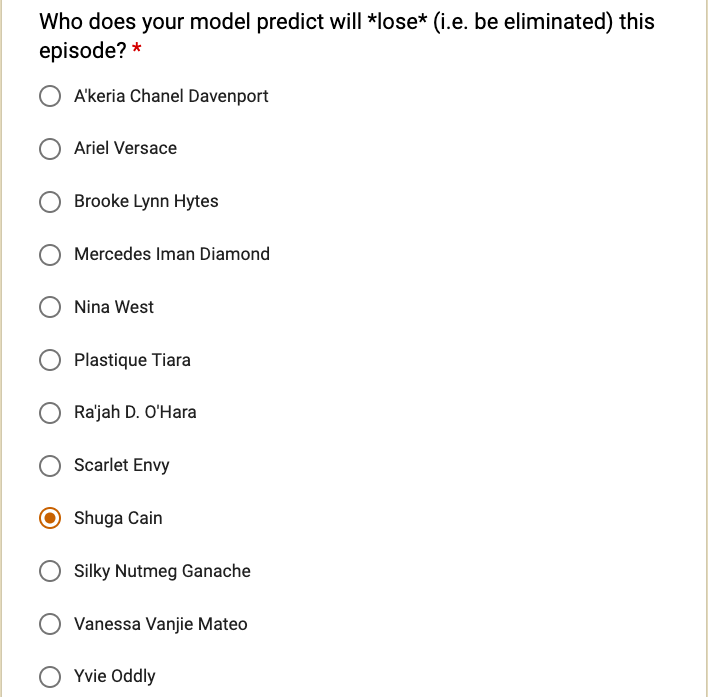 Who does your model predict will *lose* (i.e. be eliminated) this
episode? *
A'keria Chanel Davenport
Ariel Versace
Brooke Lynn Hytes
Mercedes Iman Diamond
Nina West
Plastique Tiara
Ra'jah D. O'Hara
Scarlet Envy
Shuga Cain
Silky Nutmeg Ganache
Vanessa Vanjie Mateo
Yvie Oddly